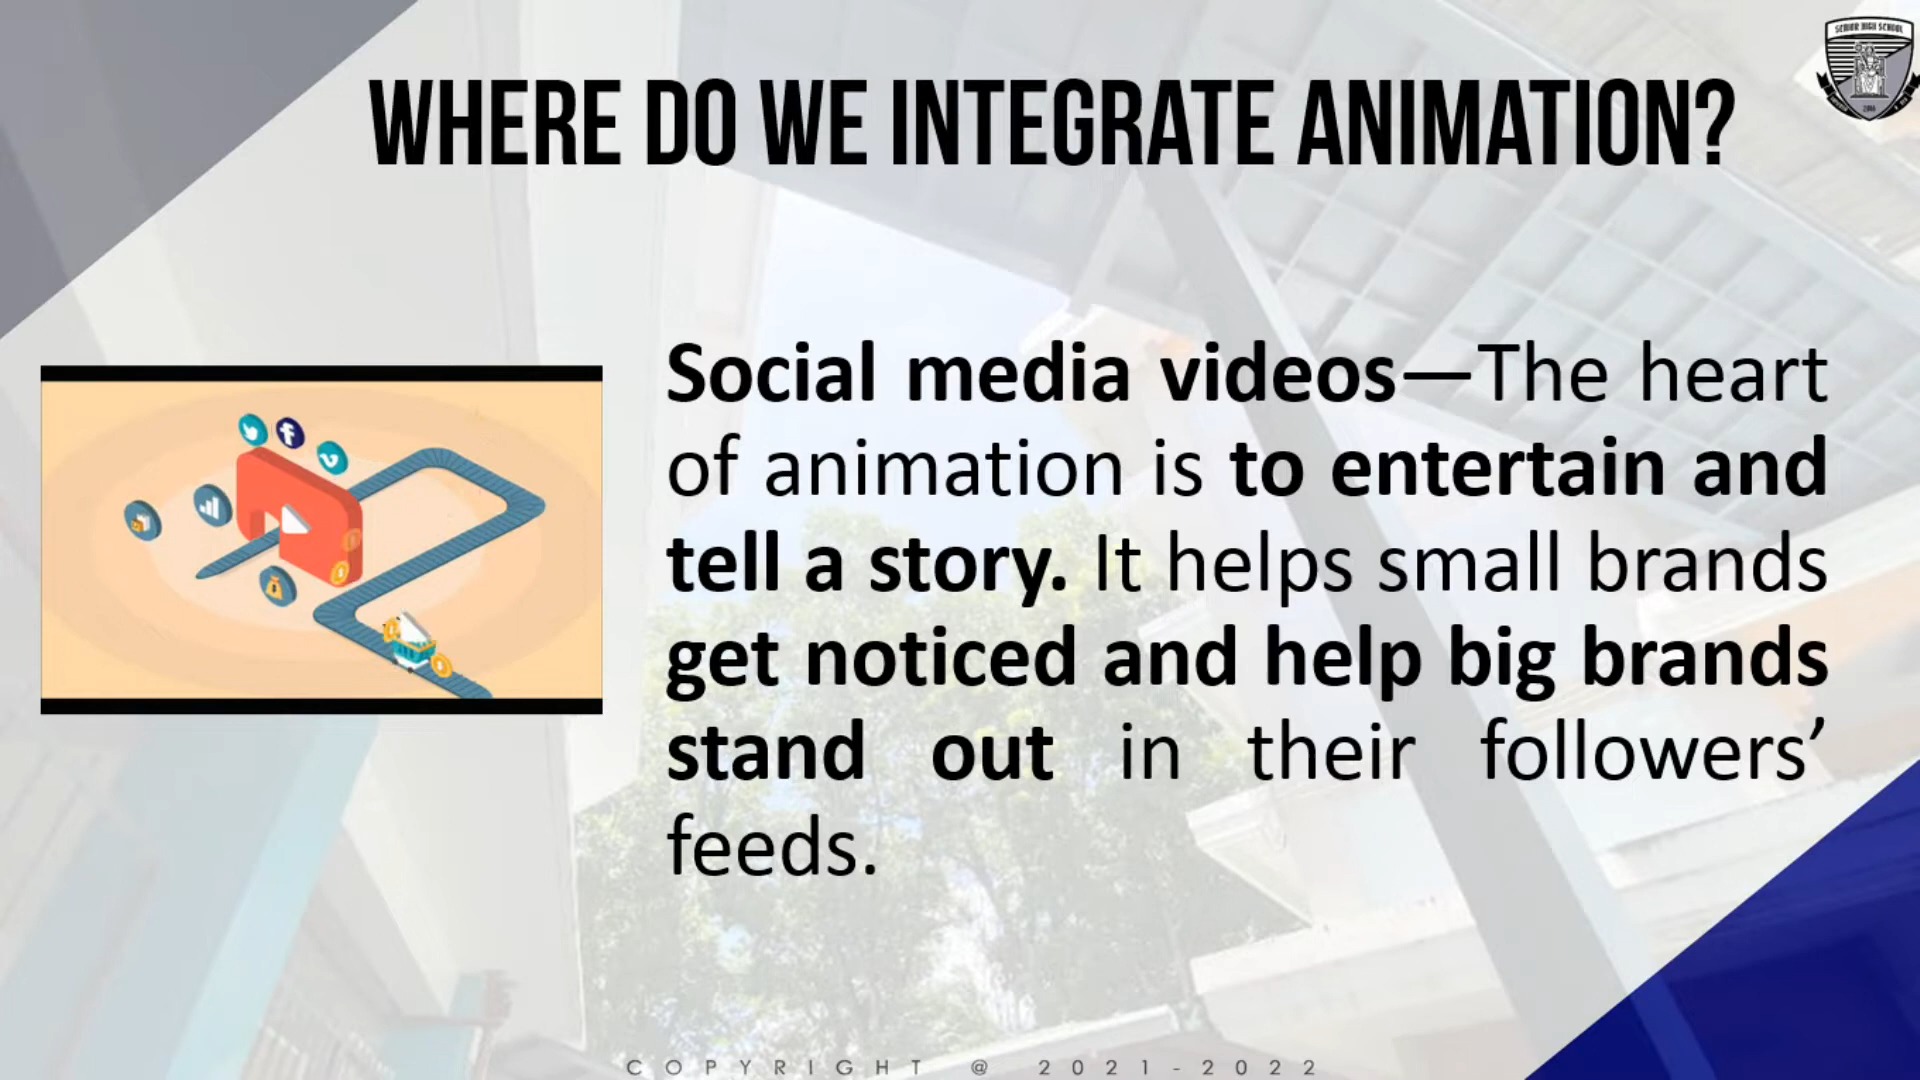 SENIOR HIGH SCHOOL
WHERE DO WE INTEGRATE ANIMATION?
Social media videos—The heart
of animation is to entertain and
tell a story. It helps small brands
get noticed and help big brands
stand out in their followers’
feeds.
COPYRIGHT @ 2021-2022